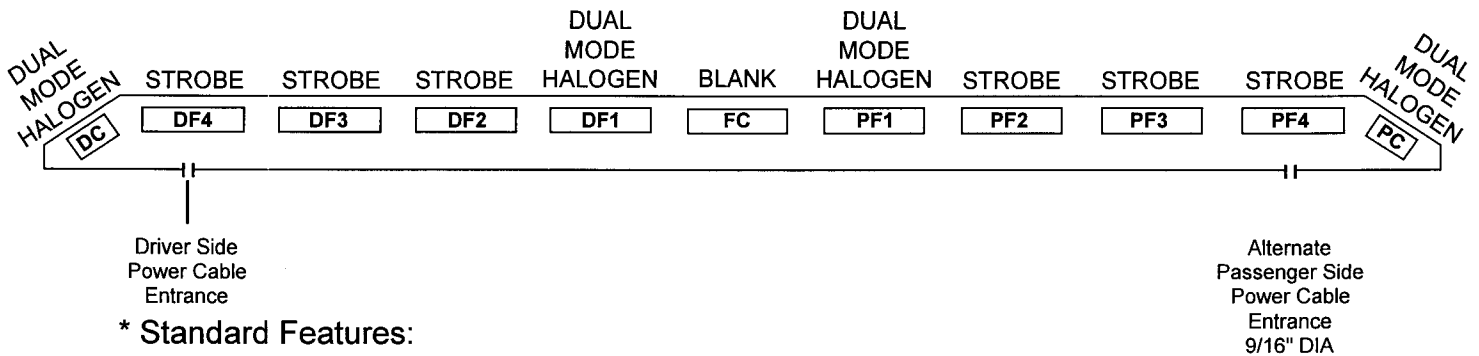 DUAL
MODE
HALOGEN
STROBE
STROBE
STROBE
DUAL
MODE
HALOGEN
BLANK
DUAL
MODE
HALOGEN
STROBE
STROBE
STROBE
DUAL
MODE
HALOGEN
DC
DF4
DF3
DF2
DF1
FC
PF1
PF2
PF3
PF4
PC
Driver Side
Power Cable
Entrance
Alternate
Passenger Side
Power Cable
Entrance
9/16" DIA
* Standard Features: